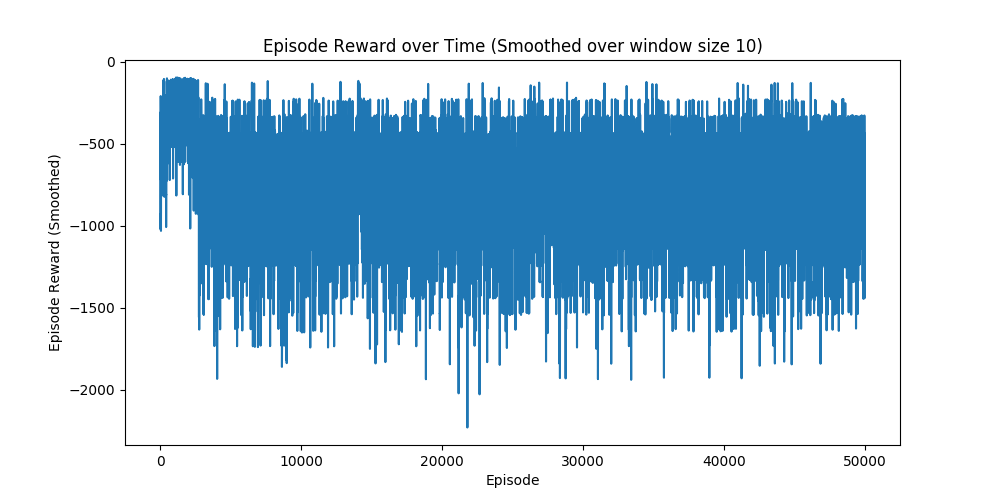 Episode Reward over Time (Smoothed over window size 10)
0
−500
−1000
−1500
−2000
Episode Reward (Smoothed)
0 10000 20000 30000 40000 50000
Episode